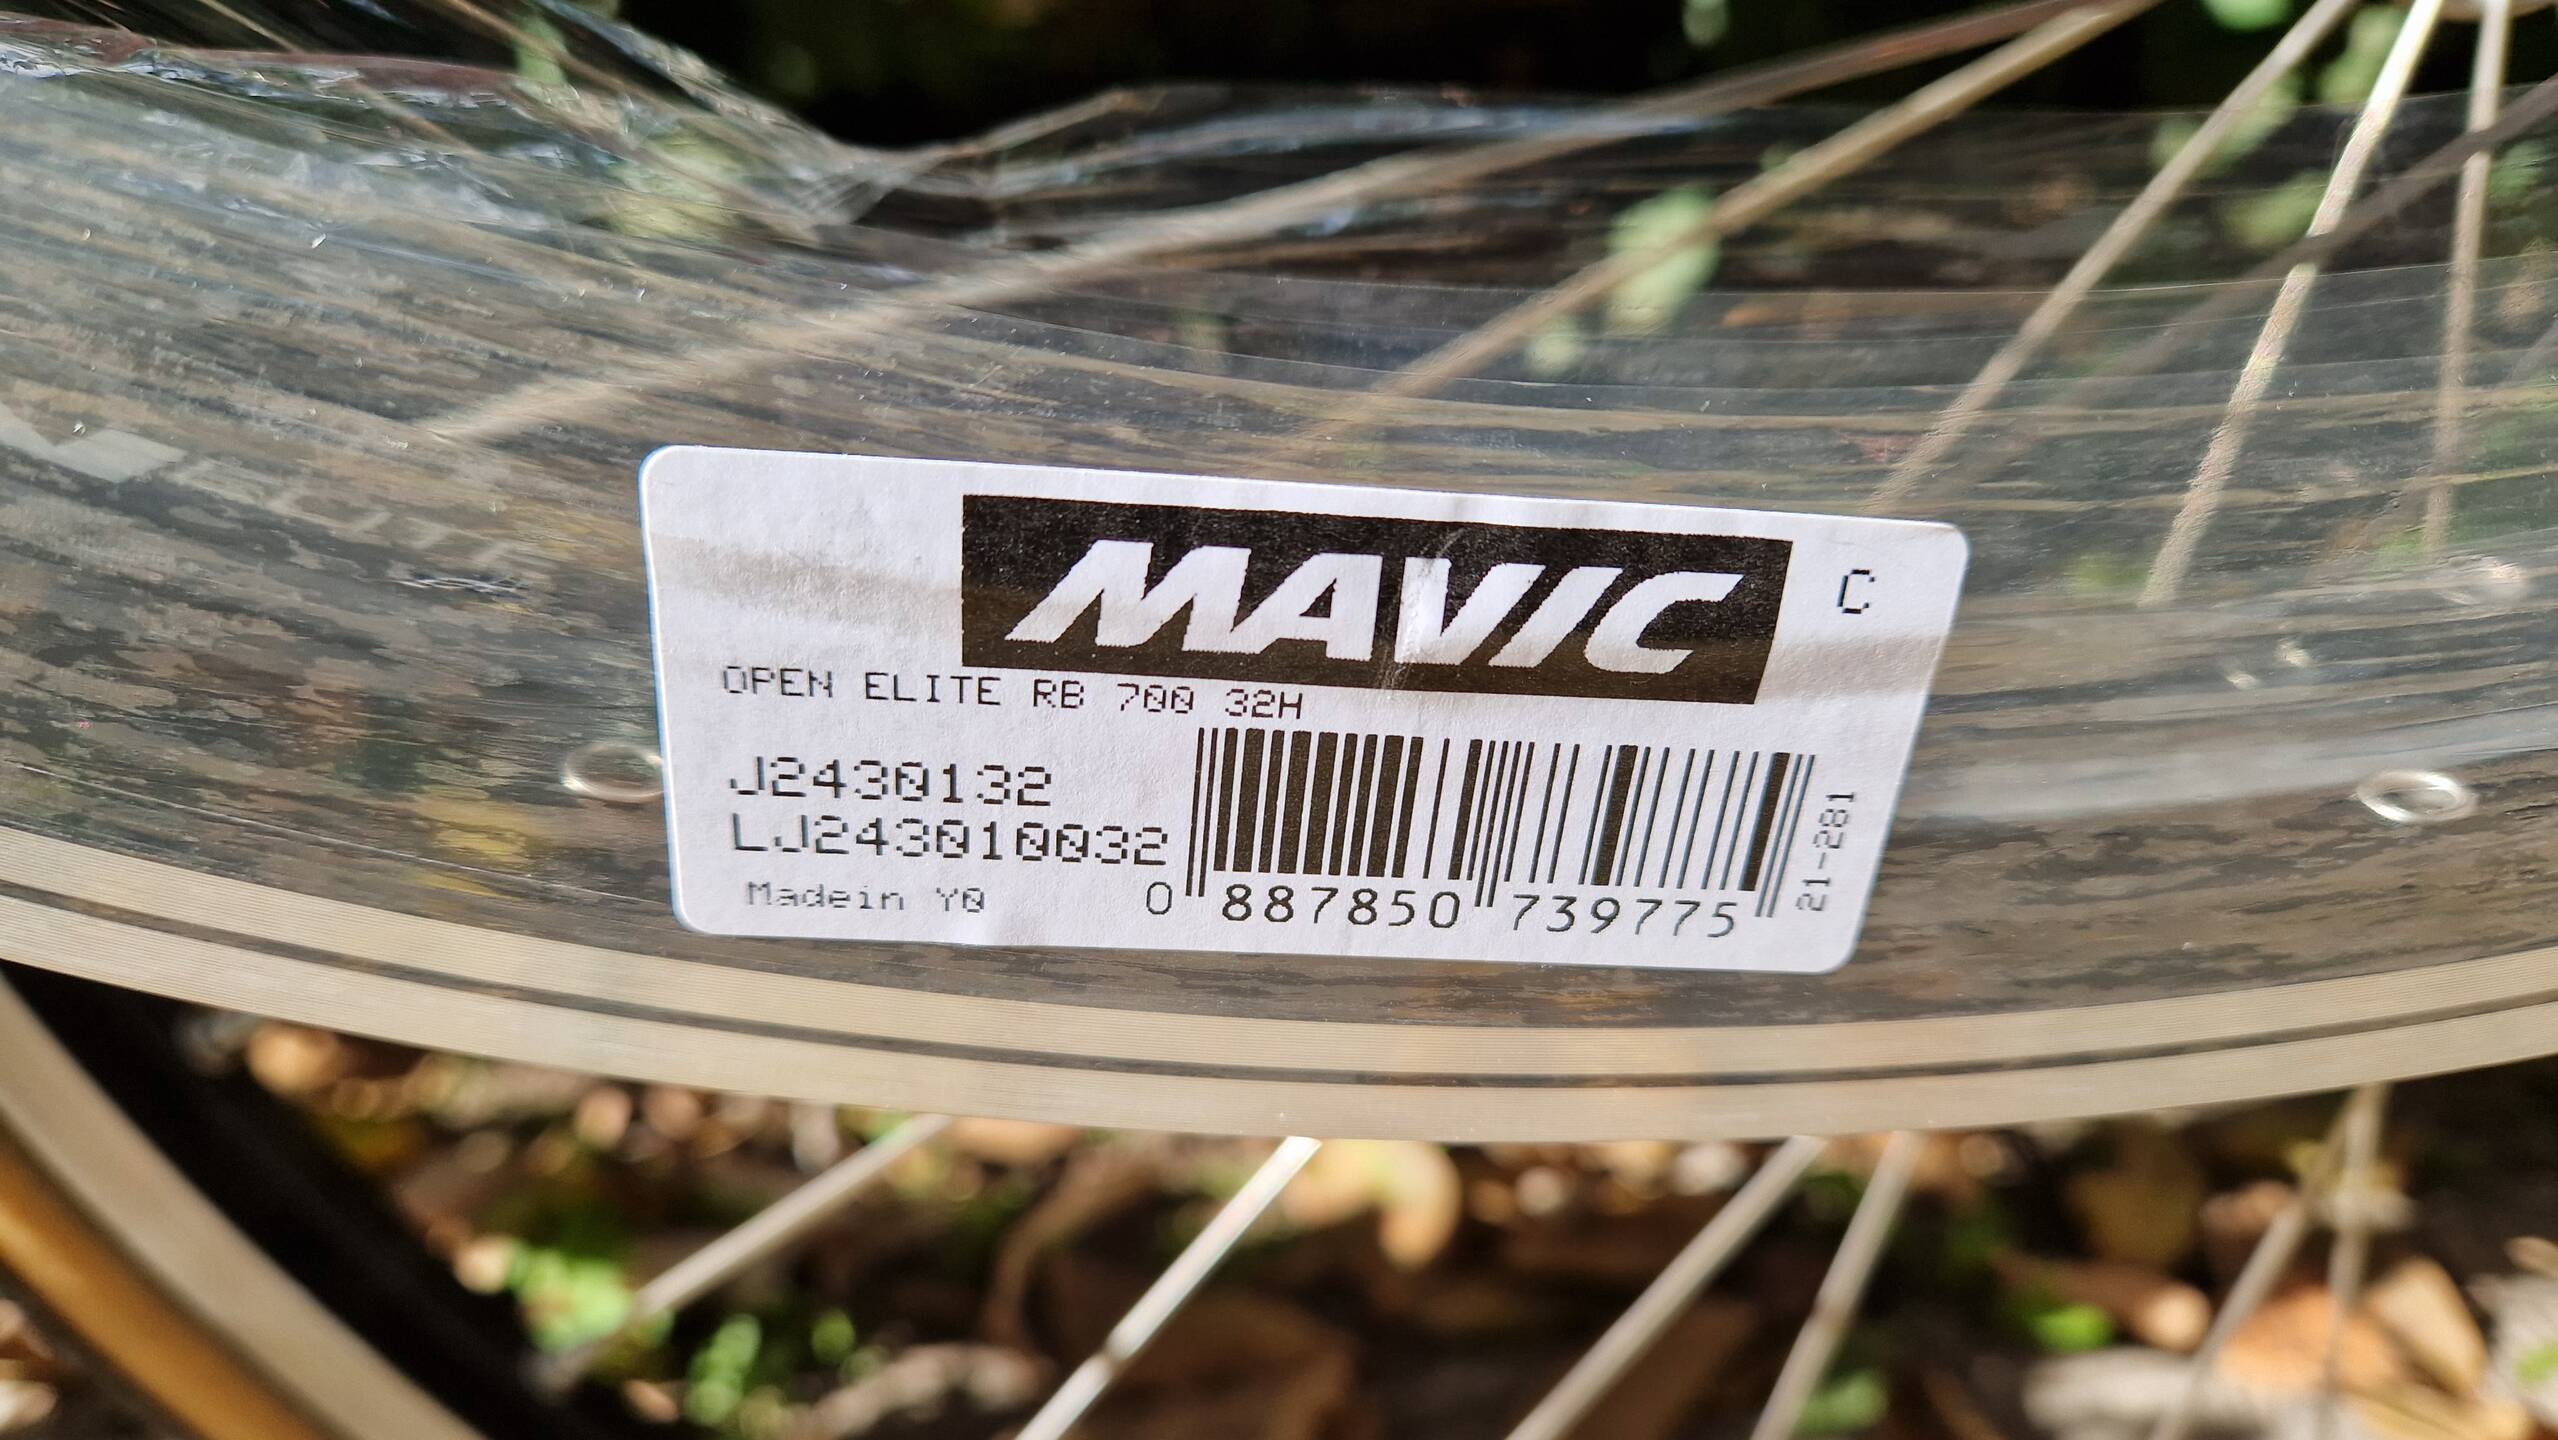 MAVIC
C
OPEN ELITE RB 700 32H
J2430132
LJ243010032
Madein Y0
0 887850 739775
21-281